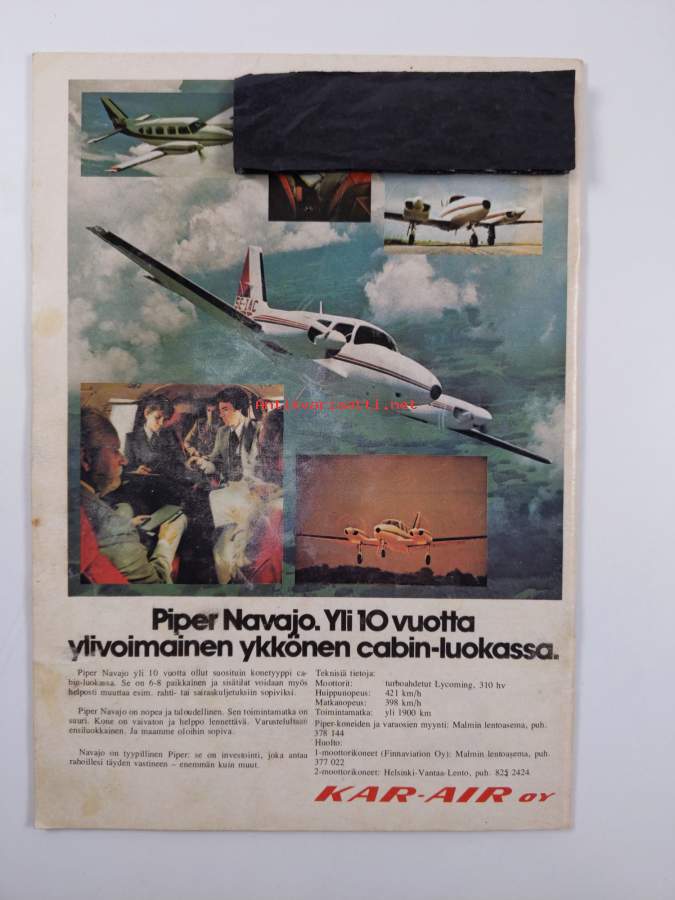 SE-IAC
Antikvariaatti.net
Piper Navajo. Yli 10 vuotta
ylivoimainen ykkönen cabin-luokassa.
Piper Navajo yli 10 vuotta ollut suosituin konetyyppi ca-
bin-luokassa. Se on 6-8 paikkainen ja sisätilat voidaan myös
helposti muuttaa esim. rahti- tai sairaskuljetuksiin sopiviksi.
Piper Navajo on nopea ja taloudellinen. Sen toimintamatka on
suuri. Kone on vaivaton ja helppo lennettävä. Varustelultaan
ensiluokkainen. Ja maamme oloihin sopiva.
Navajo on tyypillinen Piper: se on investointi, joka antaa
rahoillesi täyden vastineen – enemmän kuin muut.
Teknisiä tietoja:
Moottorit: turboahdetut Lycoming, 310 hv
Huippunopeus: 421 km/h
Matkanopeus: 398 km/h
Toimintamatka: yli 1900 km
Piper-koneiden ja varaosien myynti: Malmin lentoasema, puh.
378 144
Huolto:
1-moottorikoneet (Finnaviation Oy): Malmin lentoasema, puh.
377 022
2-moottorikoneet: Helsinki-Vantaa-Lento, puh. 825 2424
KAR-AIR OY